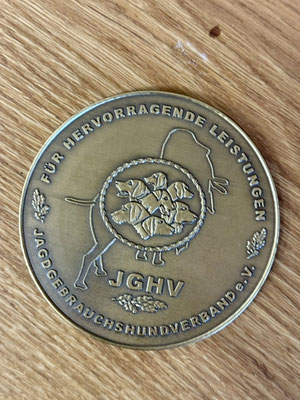 FÜR HERVORRAGENDE LEISTUNGEN
JGHV
JAGDGEBRAUCHSHUNDVERBAND e.V.